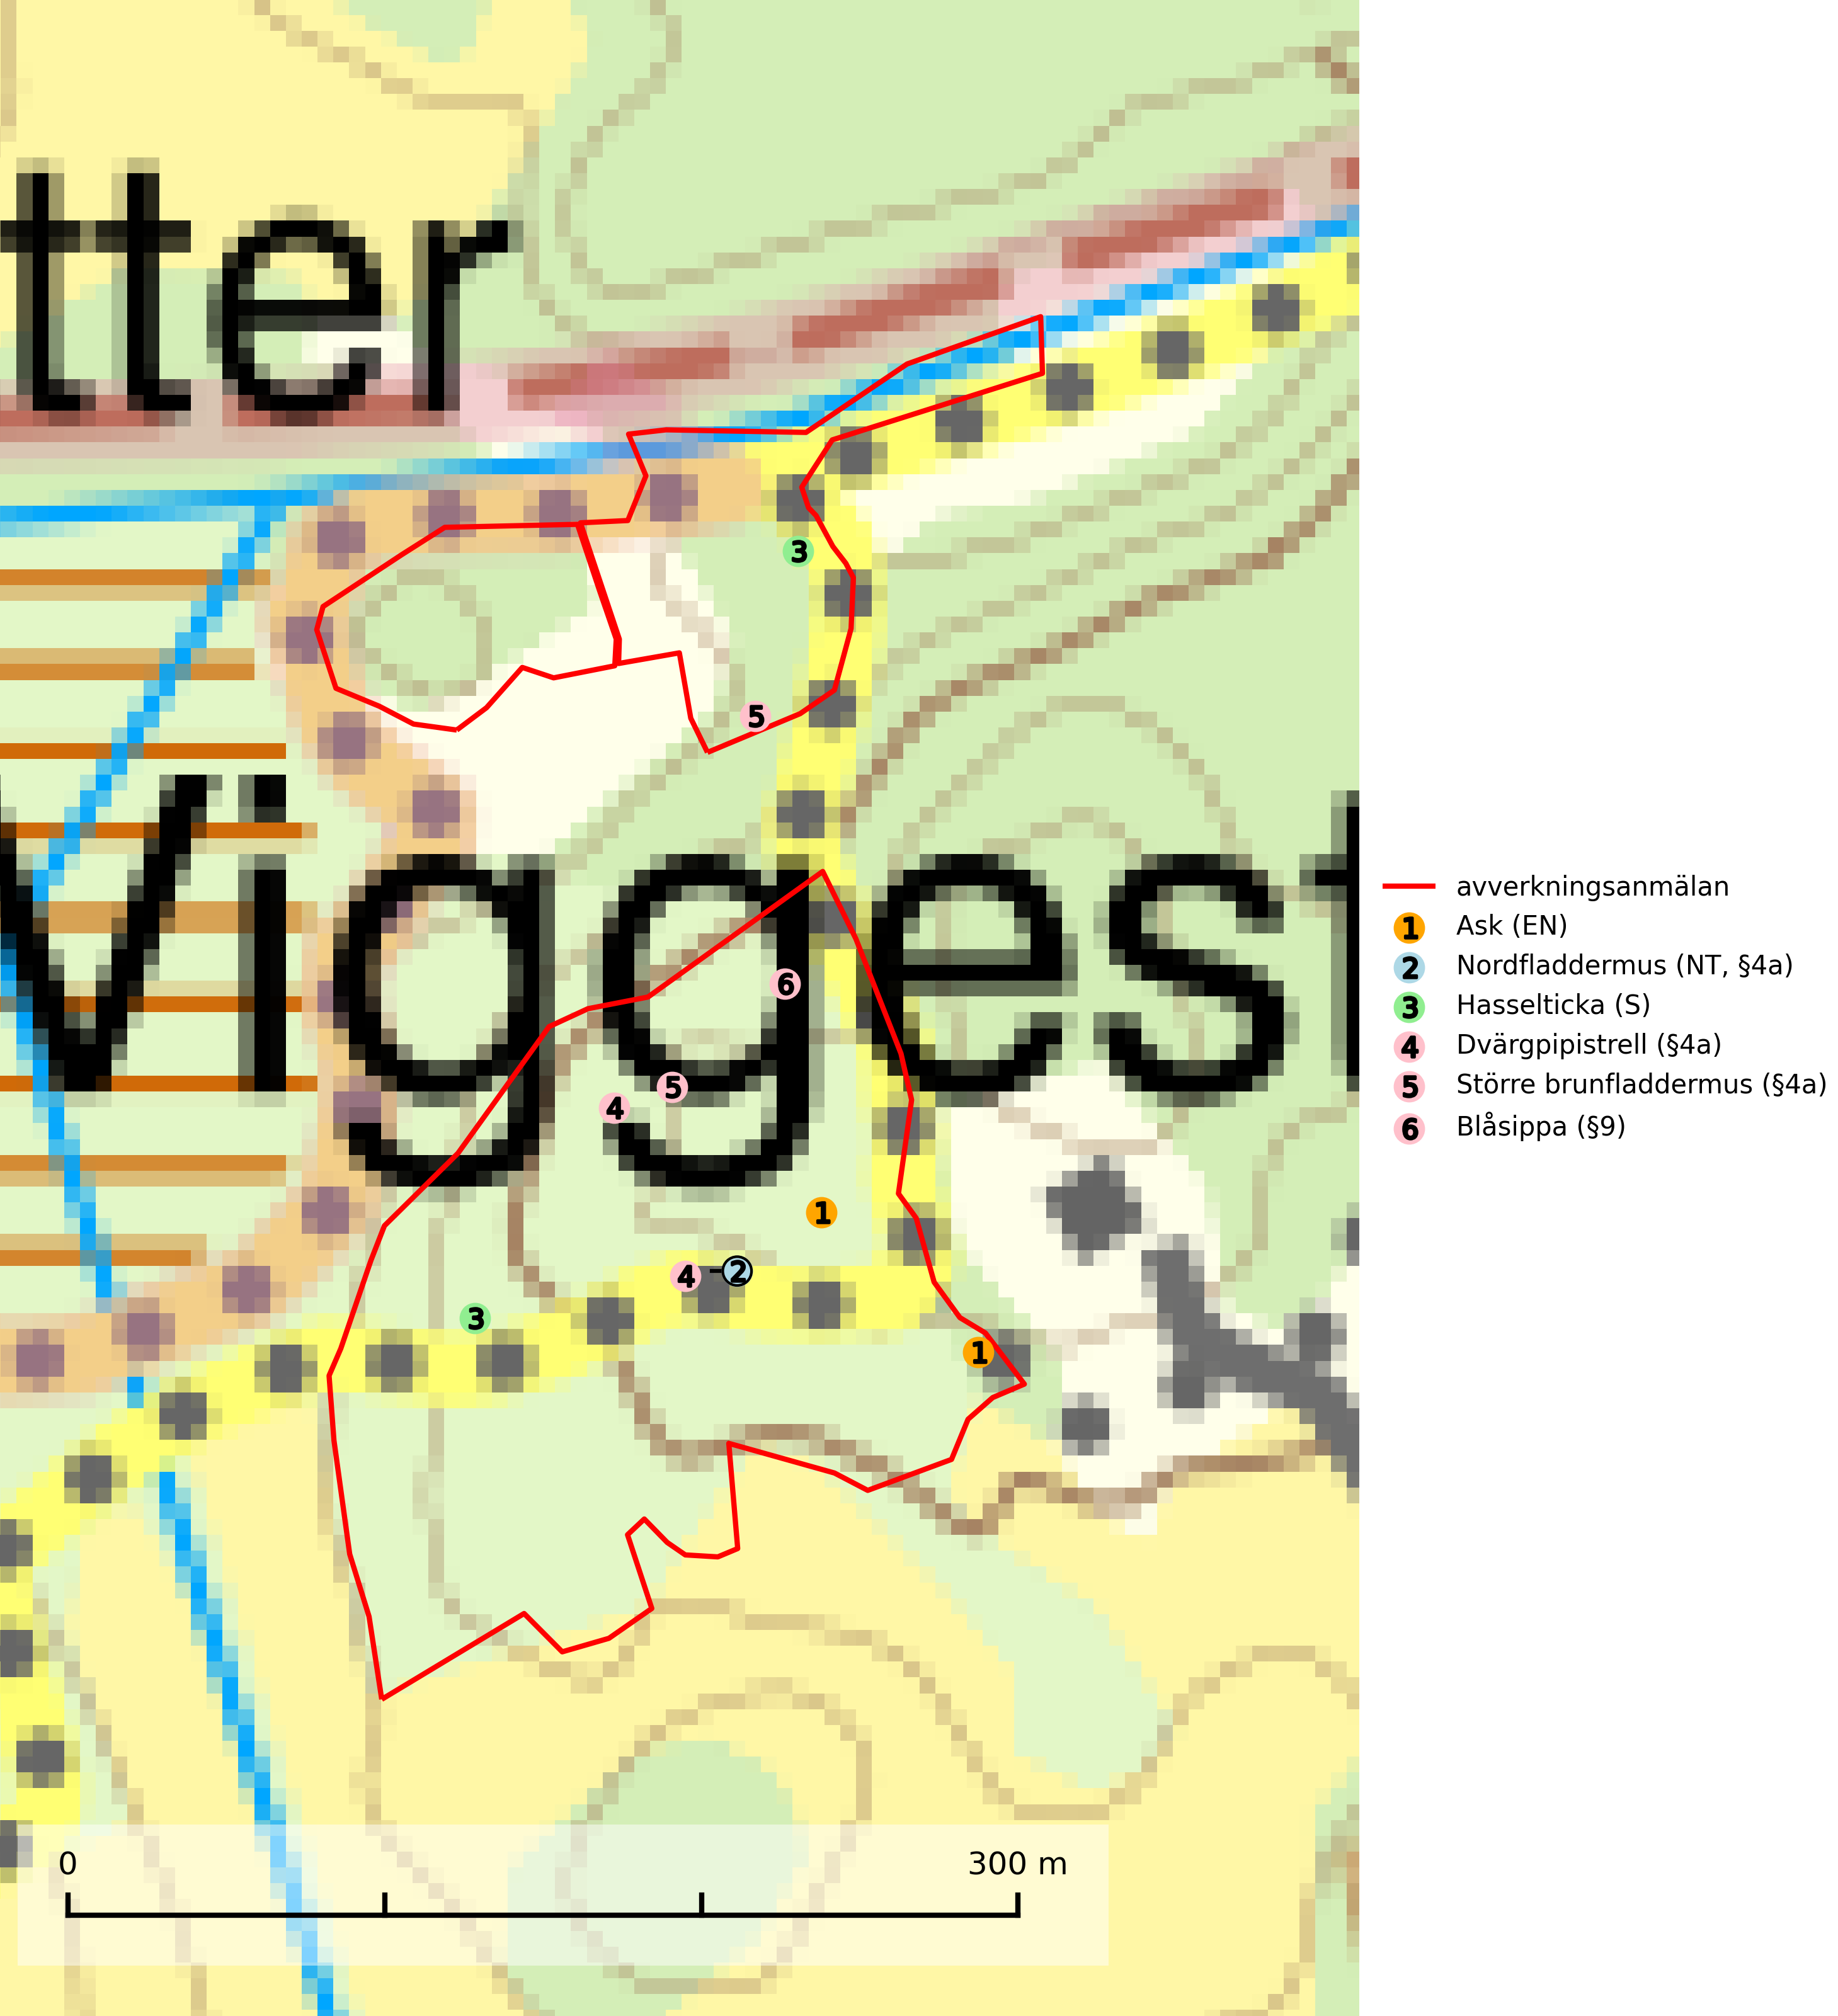 tter
Vigges
3
5
6
5
4
1
4
2
3
1
0
300 m
avverkningsanmälan
1 Ask (EN)
2 Nordfladdermus (NT, §4a)
3 Hasselticka (S)
4 Dvärgpipistrell (§4a)
5 Större brunfladdermus (§4a)
6 Blåsippa (§9)